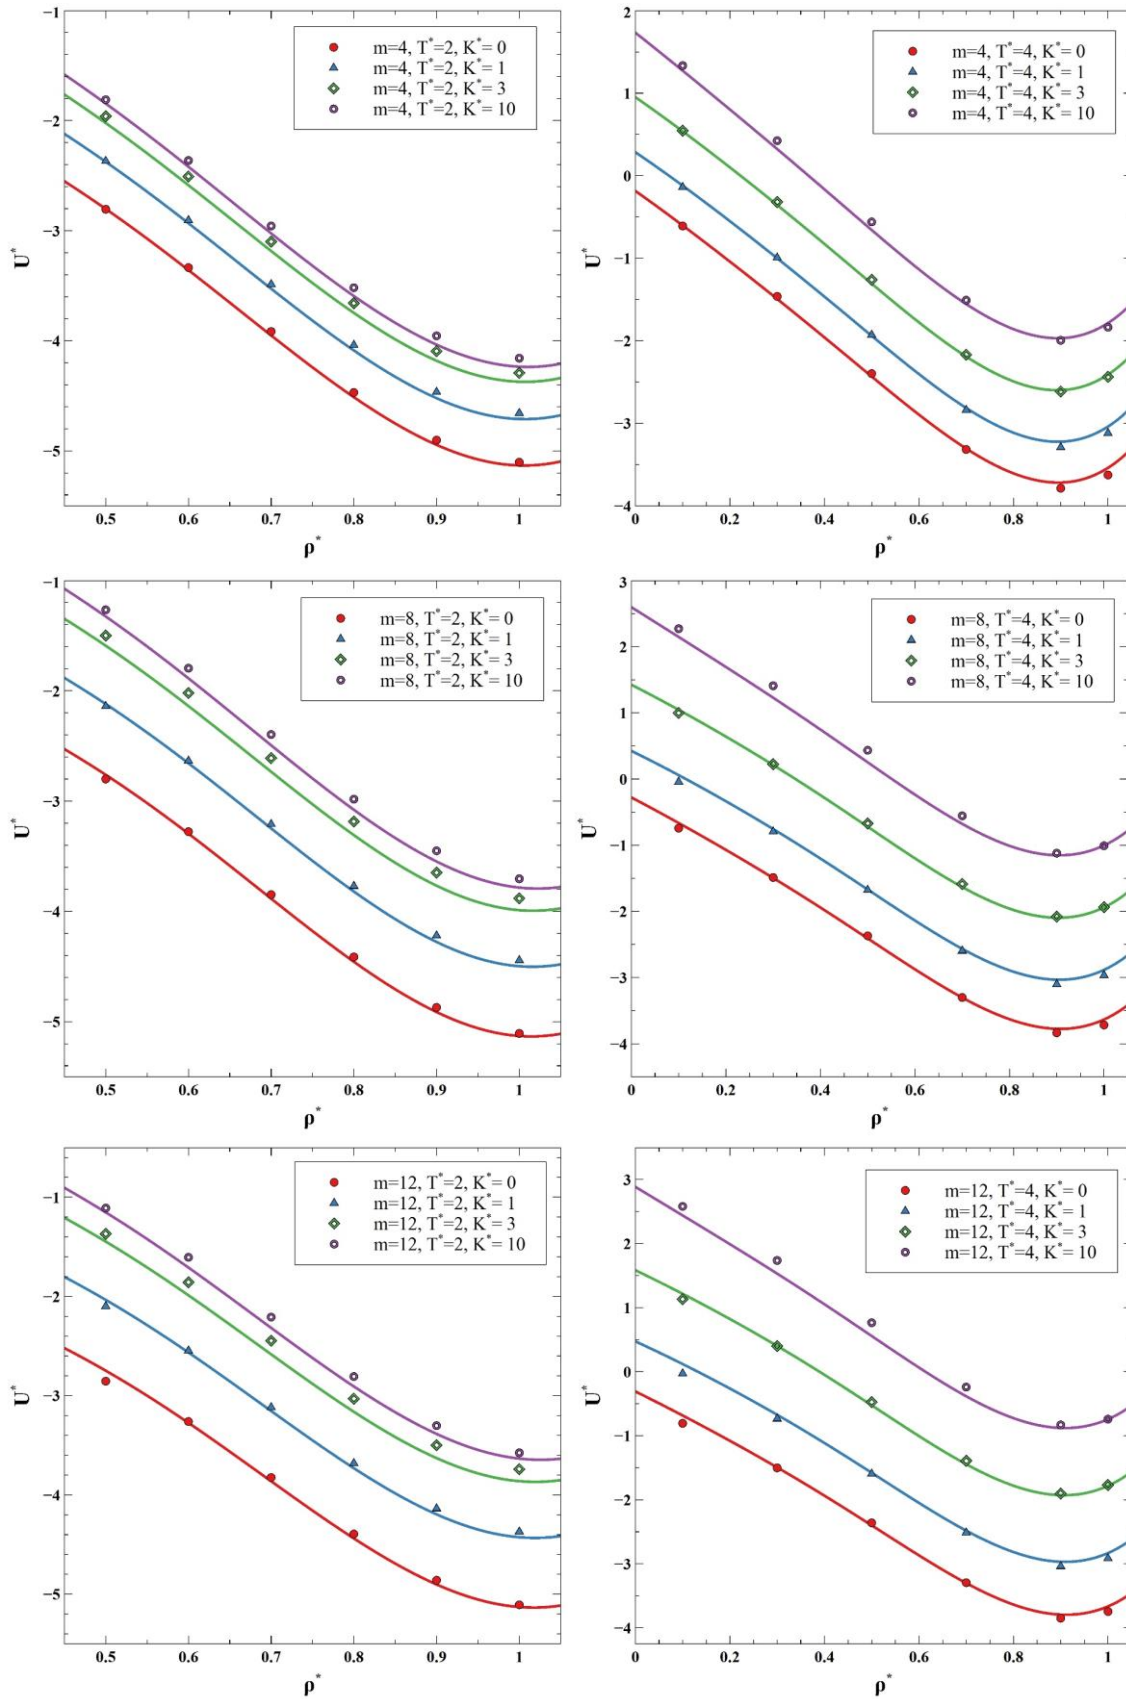 −1
−2
−3
−4
−5
U*
0.5 0.6 0.7 0.8 0.9 1
ρ*
m=4, T*=2, K*= 0
m=4, T*=2, K*= 1
m=4, T*=2, K*= 3
m=4, T*=2, K*= 10
2
1
0
−1
−2
−3
−4
U*
0 0.2 0.4 0.6 0.8 1
ρ*
m=4, T*=4, K*= 0
m=4, T*=4, K*= 1
m=4, T*=4, K*= 3
m=4, T*=4, K*= 10
−1
−2
−3
−4
−5
U*
0.5 0.6 0.7 0.8 0.9 1
ρ*
m=8, T*=2, K*= 0
m=8, T*=2, K*= 1
m=8, T*=2, K*= 3
m=8, T*=2, K*= 10
3
2
1
0
−1
−2
−3
−4
U*
0 0.2 0.4 0.6 0.8 1
ρ*
m=8, T*=4, K*= 0
m=8, T*=4, K*= 1
m=8, T*=4, K*= 3
m=8, T*=4, K*= 10
−1
−2
−3
−4
−5
U*
0.5 0.6 0.7 0.8 0.9 1
ρ*
m=12, T*=2, K*= 0
m=12, T*=2, K*= 1
m=12, T*=2, K*= 3
m=12, T*=2, K*= 10
3
2
1
0
−1
−2
−3
−4
U*
0 0.2 0.4 0.6 0.8 1
ρ*
m=12, T*=4, K*= 0
m=12, T*=4, K*= 1
m=12, T*=4, K*= 3
m=12, T*=4, K*= 10